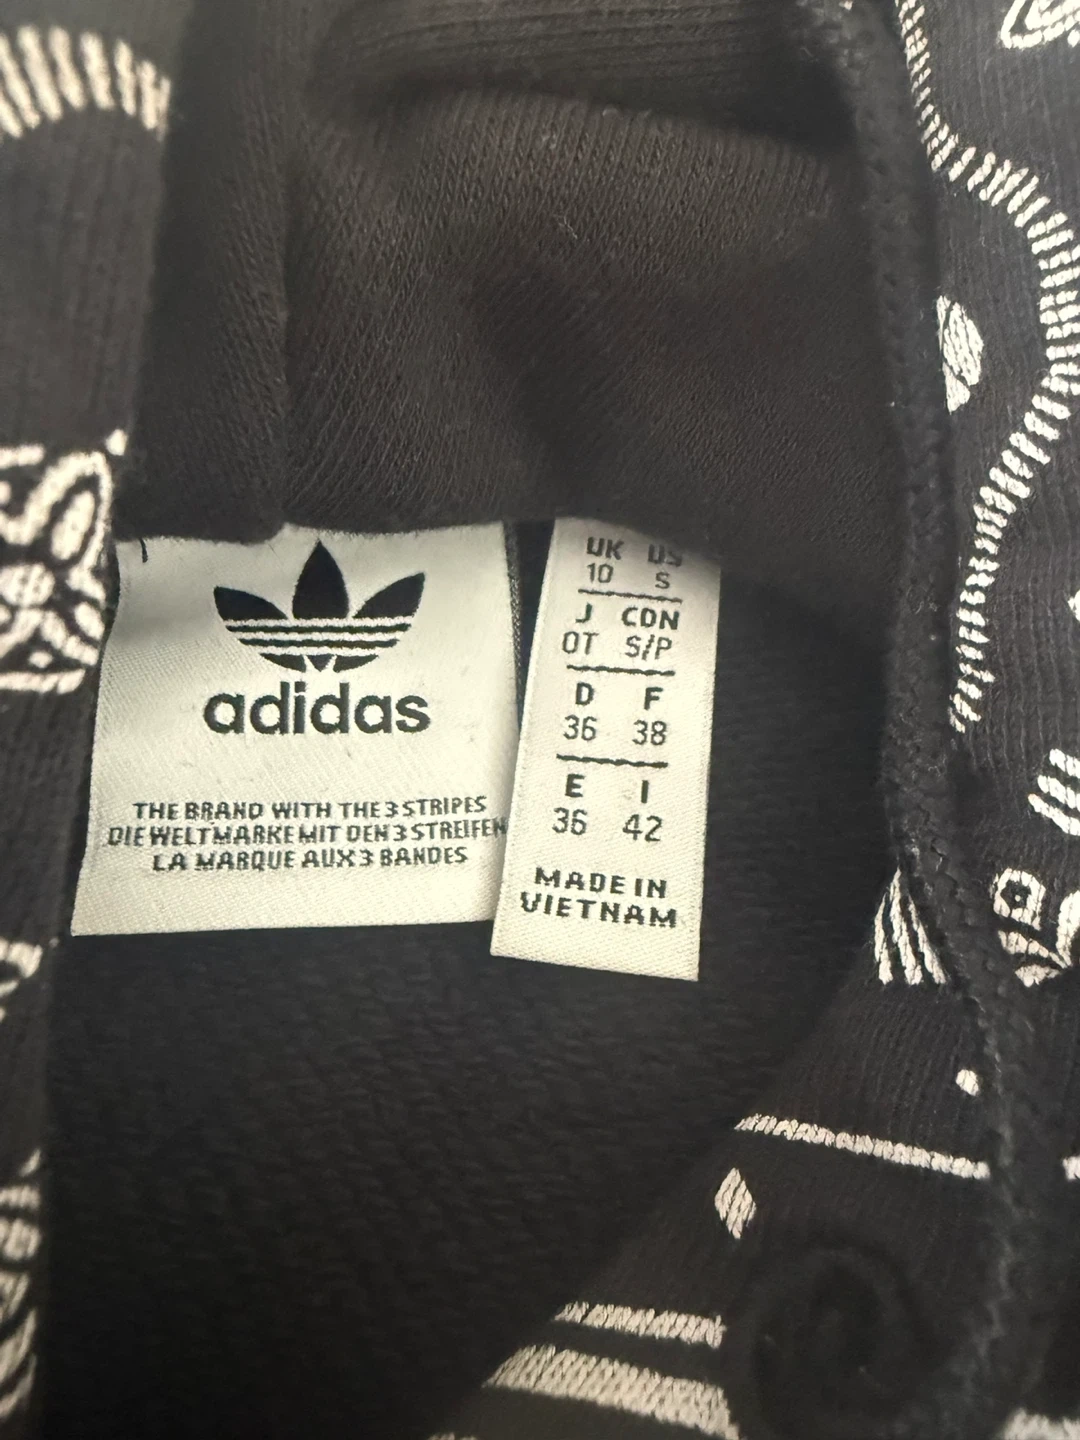 adidas
THE BRAND WITH THE 3 STRIPES
DIE WELTMARKE MIT DEN 3 STREIFEN
LA MARQUE AUX 3 BANDES
UK US
10 S
J CDN
OT S/P
D F
36 38
E I
36 42
MADE IN
VIETNAM